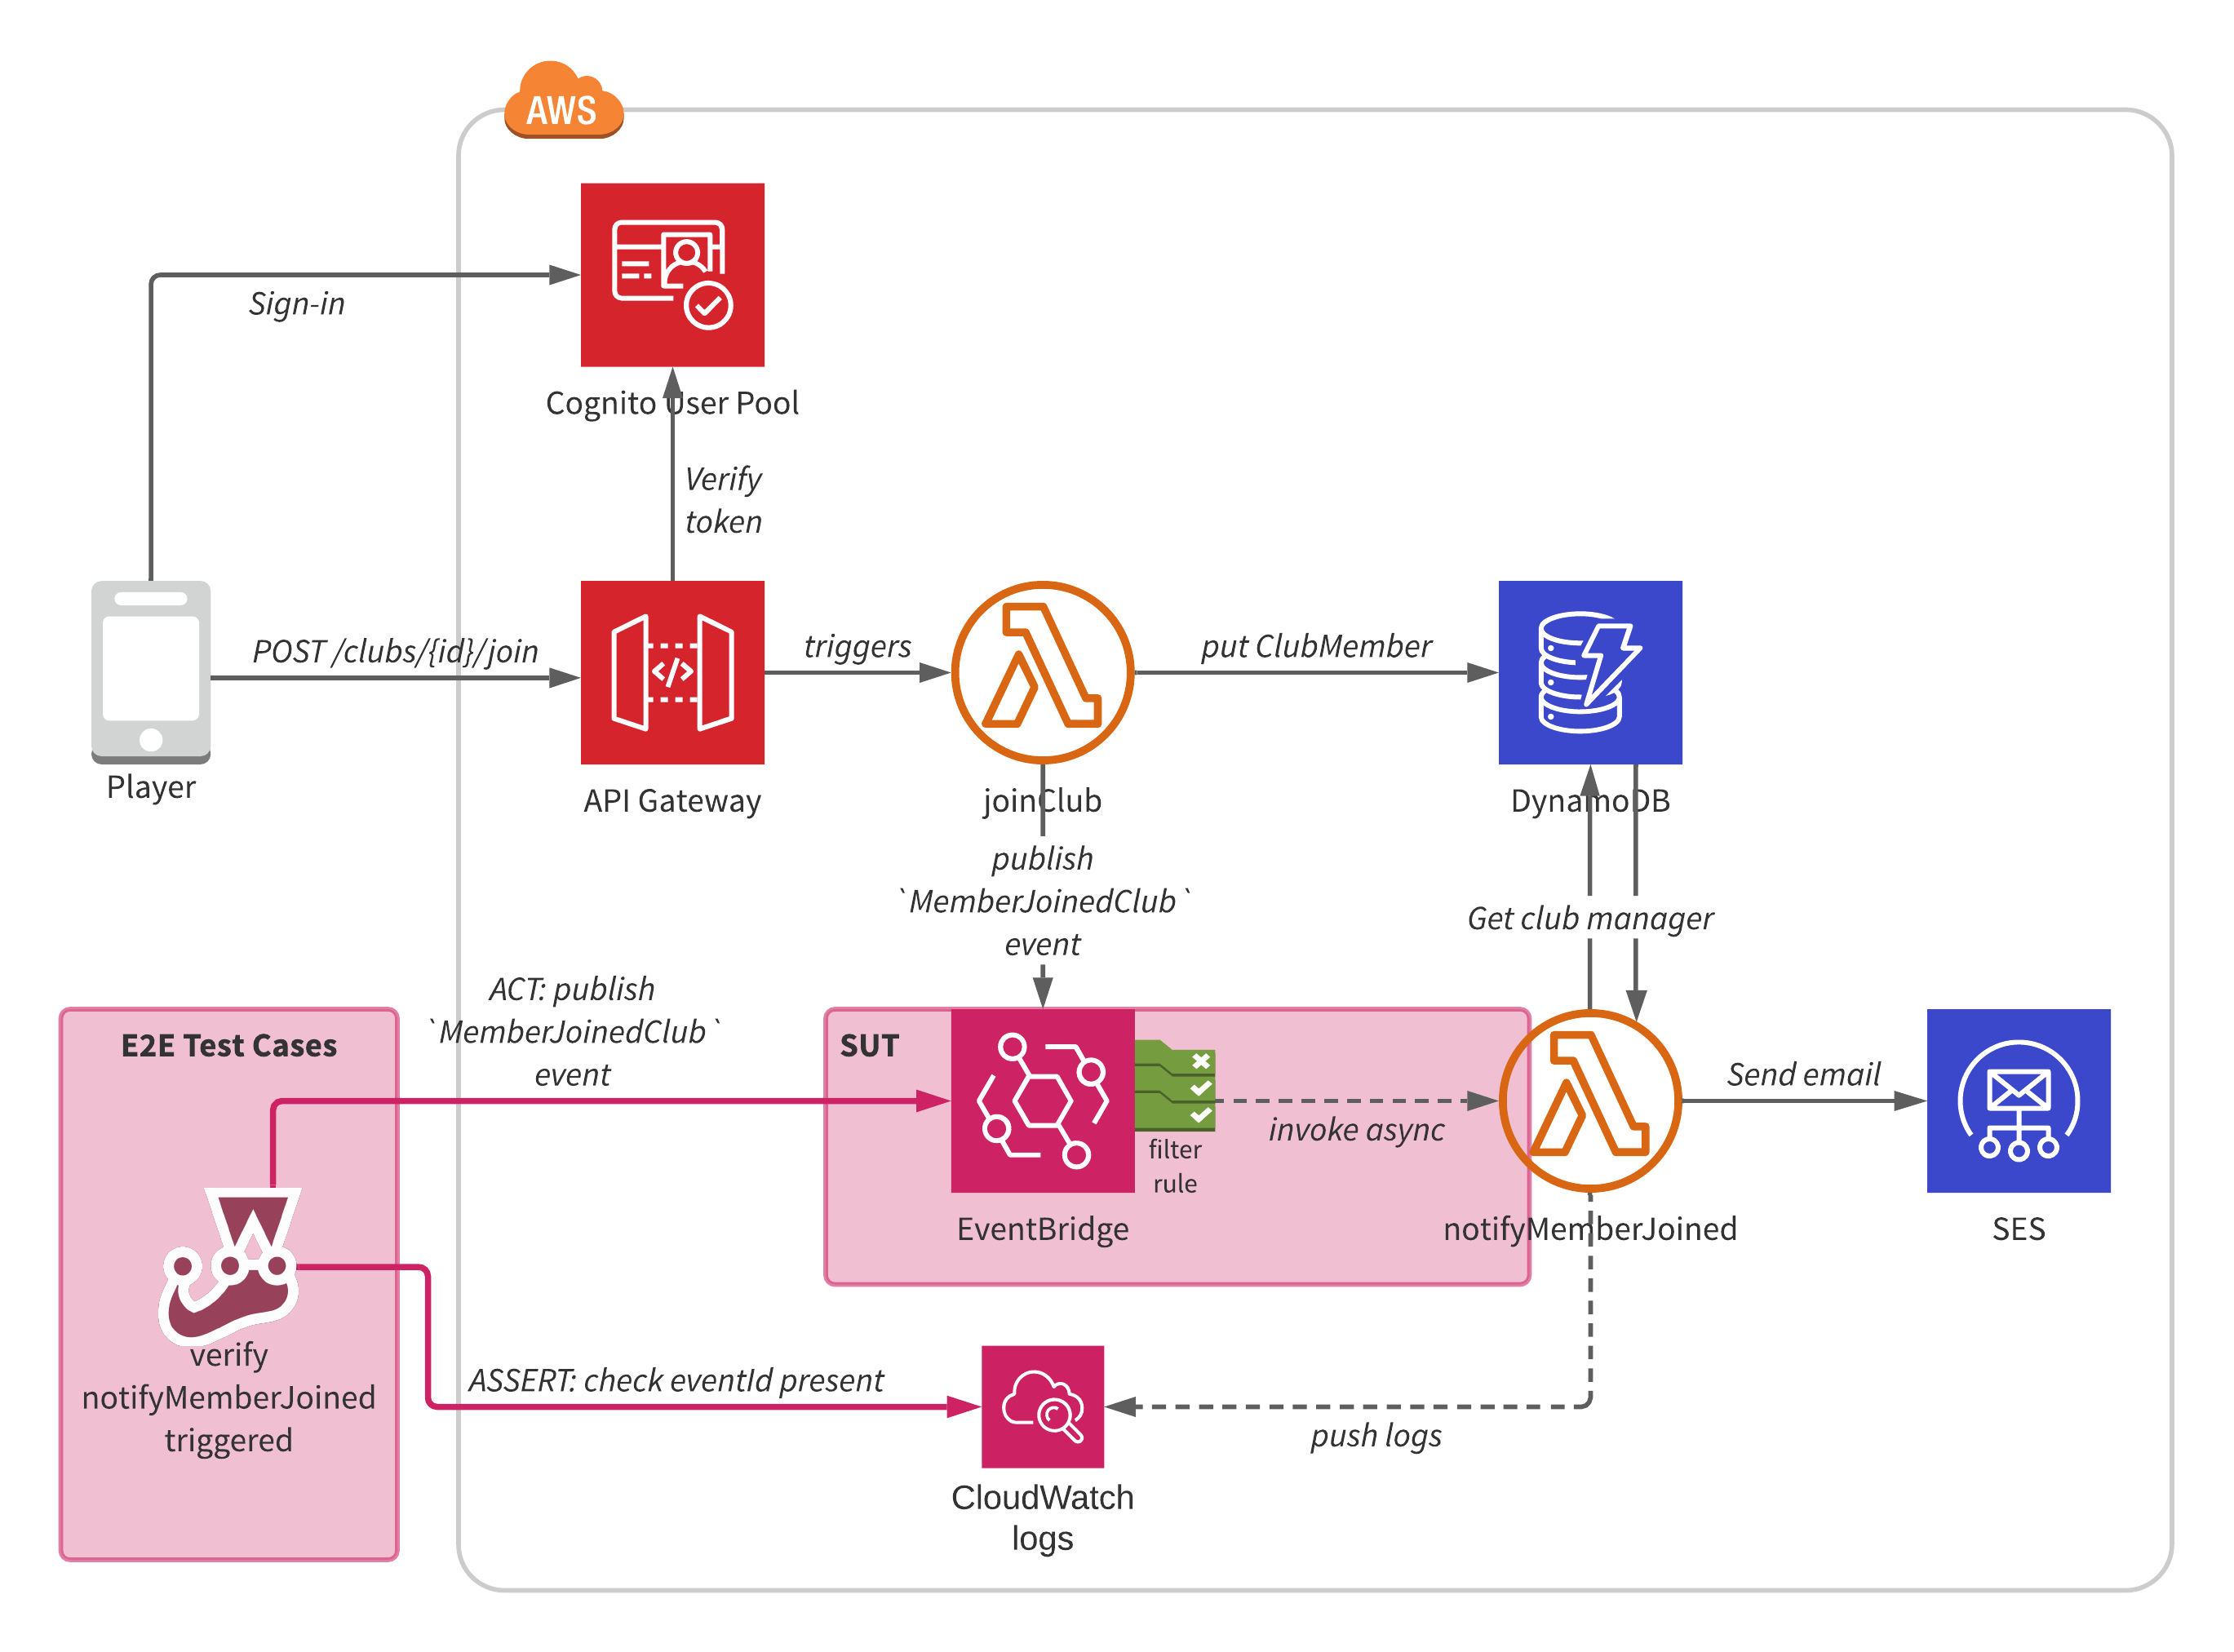 AWS
Sign-in
Cognito User Pool
Verify
token
POST /clubs/{id}/join
triggers
put ClubMember
Player
API Gateway
joinClub
DynamoDB
publish
`MemberJoinedClub`
event
Get club manager
ACT: publish
`MemberJoinedClub`
event
E2E Test Cases
SUT
Send email
invoke async
filter
rule
EventBridge
notifyMemberJoined
SES
verify
notifyMemberJoined
triggered
ASSERT: check eventId present
push logs
CloudWatch
logs